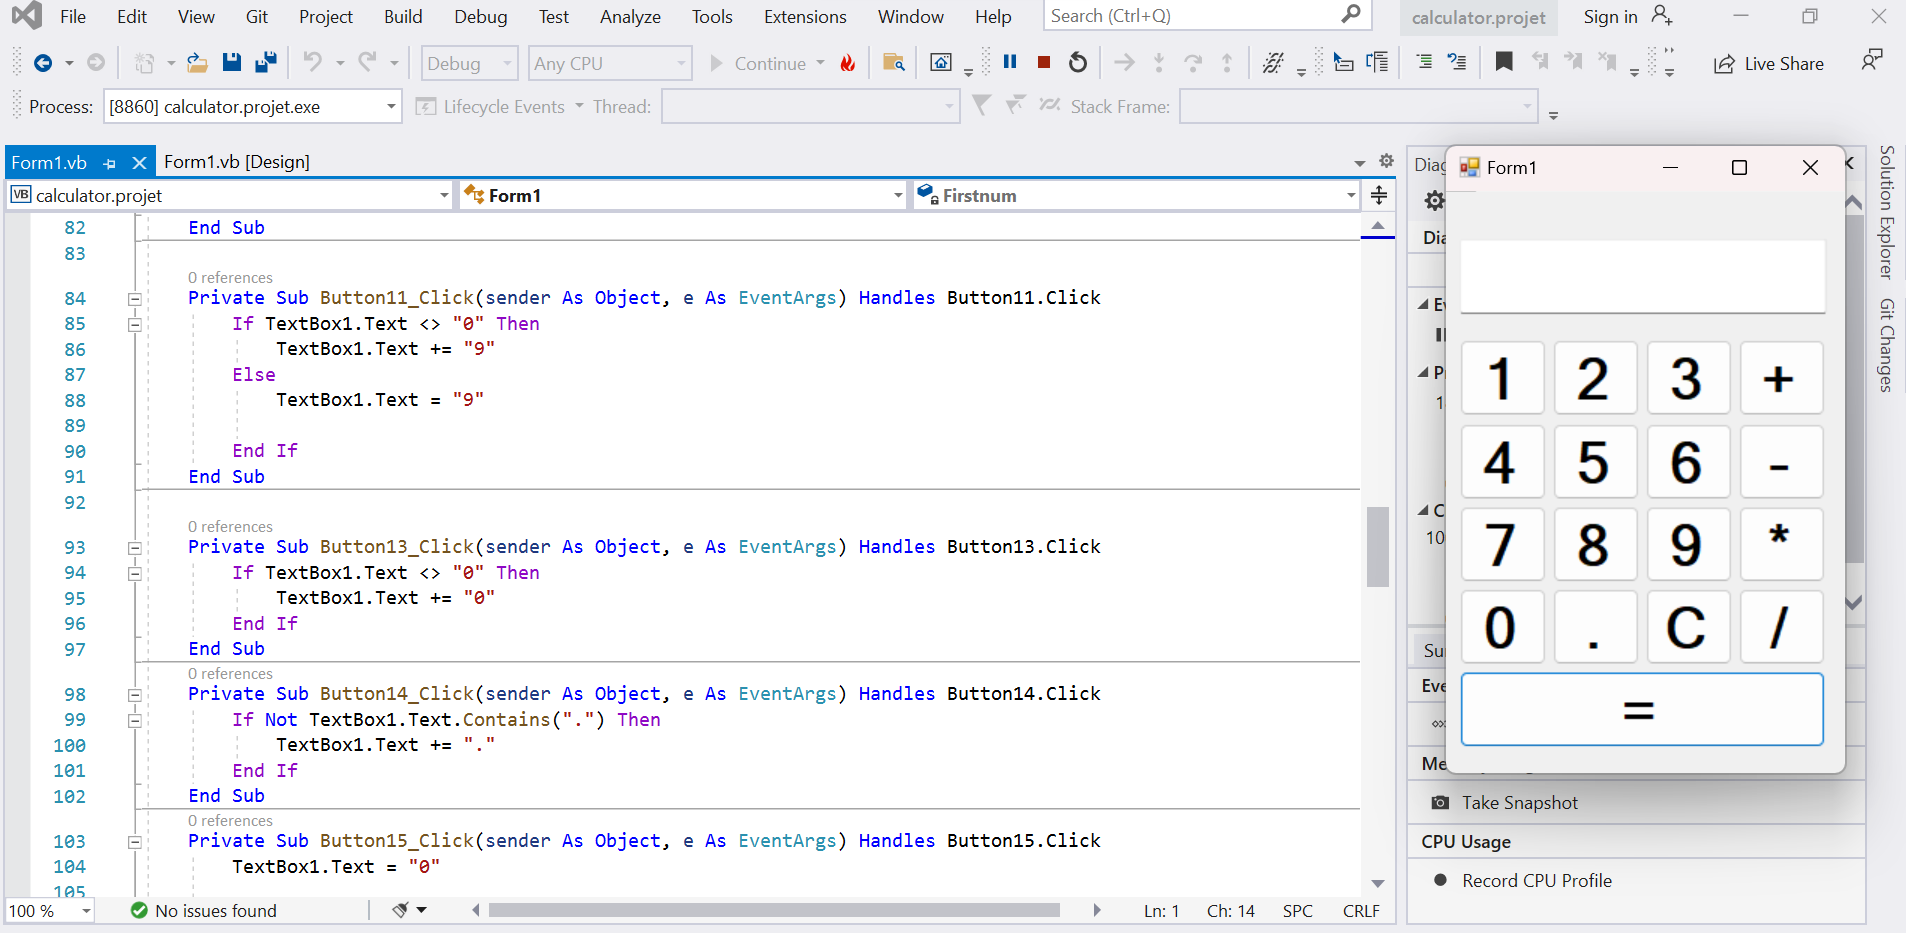 File Edit View Git Project Build Debug Test Analyze Tools Extensions Window Help Search (Ctrl+Q) calculator.projet Sign in
Debug Any CPU Continue Live Share
Process: [8860] calculator.projet.exe Lifecycle Events Thread: Stack Frame:
Form1.vb Form1.vb [Design]
VB calculator.projet Form1 Firstnum
82 End Sub
83
0 references
84 Private Sub Button11_Click(sender As Object, e As EventArgs) Handles Button11.Click
85 If TextBox1.Text <> "0" Then
86 TextBox1.Text += "9"
87 Else
88 TextBox1.Text = "9"
89
90 End If
91 End Sub
92
0 references
93 Private Sub Button13_Click(sender As Object, e As EventArgs) Handles Button13.Click
94 If TextBox1.Text <> "0" Then
95 TextBox1.Text += "0"
96 End If
97 End Sub
0 references
98 Private Sub Button14_Click(sender As Object, e As EventArgs) Handles Button14.Click
99 If Not TextBox1.Text.Contains(".") Then
100 TextBox1.Text += "."
101 End If
102 End Sub
0 references
103 Private Sub Button15_Click(sender As Object, e As EventArgs) Handles Button15.Click
104 TextBox1.Text = "0"
105
100 % No issues found Ln: 1 Ch: 14 SPC CRLF
Form1
1 2 3 +
4 5 6 -
7 8 9 *
0 . C /
=
Take Snapshot
CPU Usage
Record CPU Profile
Solution Explorer
Git Changes